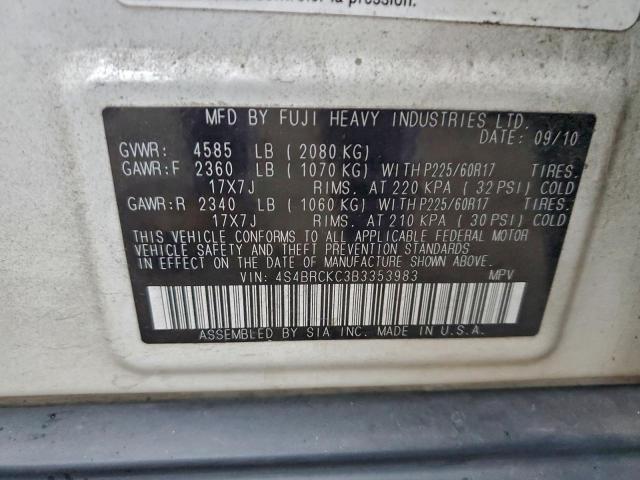 la pression.
MFD BY FUJI HEAVY INDUSTRIES LTD.
DATE: 09/10
GVWR: 4585 LB ( 2080 KG)
GAWR:F 2360 LB ( 1070 KG) WITH P225/60R17 TIRES.
17X7J RIMS. AT 220 KPA ( 32 PSI) COLD
GAWR:R 2340 LB ( 1060 KG) WITH P225/60R17 TIRES.
17X7J RIMS. AT 210 KPA ( 30 PSI) COLD
THIS VEHICLE CONFORMS TO ALL APPLICABLE FEDERAL MOTOR
VEHICLE SAFETY AND THEFT PREVENTION STANDARDS
IN EFFECT ON THE DATE OF MANUFACTURE SHOWN ABOVE.
VIN: 4S4BRCKC3B3353983 MPV
ASSEMBLED BY SIA INC. MADE IN U.S.A.